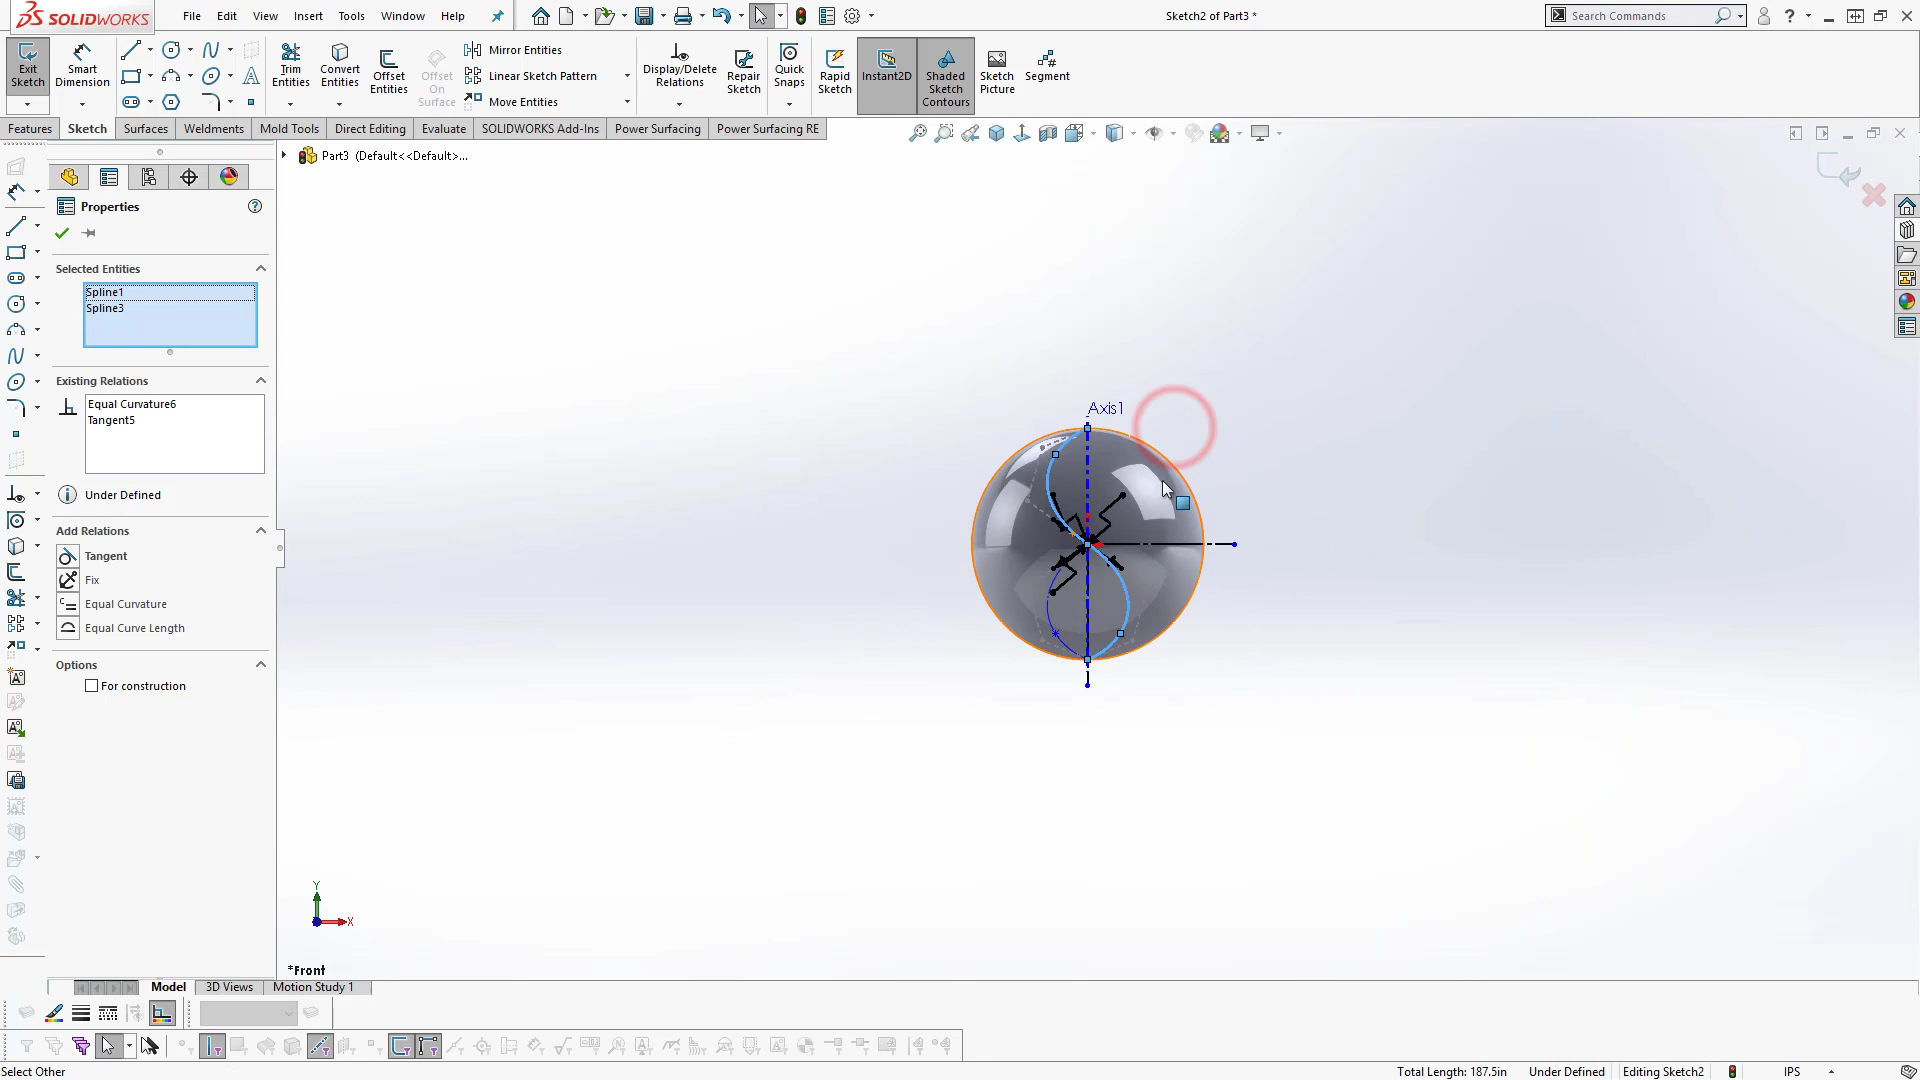 SOLIDWORKS
File Edit View Insert Tools Window Help
Sketch2 of Part3 *
Search Commands
Exit Sketch
Smart Dimension
Trim Entities
Convert Entities
Offset Entities
Offset On Surface
Mirror Entities
Linear Sketch Pattern
Move Entities
Display/Delete Relations
Repair Sketch
Quick Snaps
Rapid Sketch
Instant2D
Shaded Sketch Contours
Sketch Picture
Segment
Features Sketch Surfaces Weldments Mold Tools Direct Editing Evaluate SOLIDWORKS Add-Ins Power Surfacing Power Surfacing RE
Part3 (Default<<Default>...
Properties
Selected Entities
Spline1
Spline3
Existing Relations
Equal Curvature6
Tangent5
Under Defined
Add Relations
Tangent
Fix
Equal Curvature
Equal Curve Length
Options
For construction
Axis1
Y
X
*Front
Model 3D Views Motion Study 1
Select Other
Total Length: 187.5in Under Defined Editing Sketch2 IPS